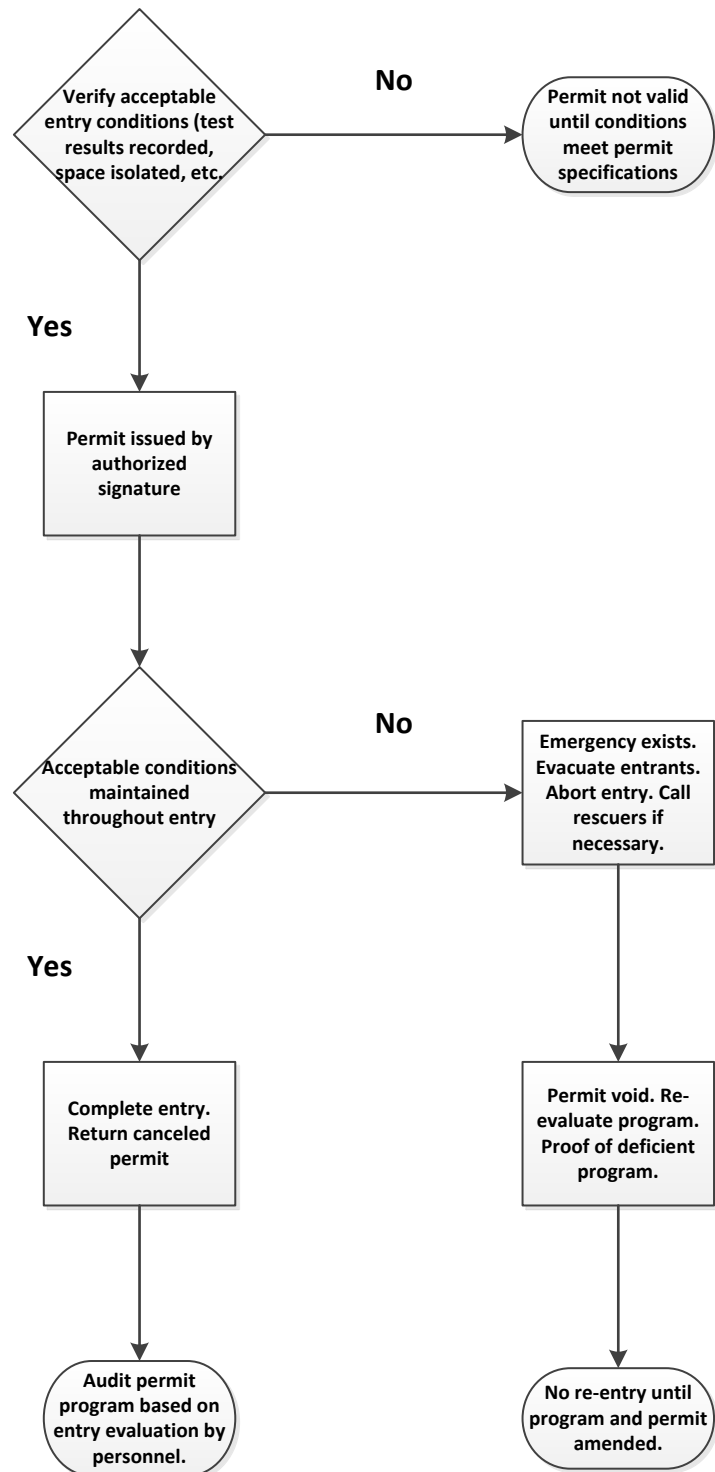 Verify acceptable
entry conditions (test
results recorded,
space isolated, etc.
No
Permit not valid
until conditions
meet permit
specifications
Yes
Permit issued by
authorized
signature
Acceptable conditions
maintained
throughout entry
No
Emergency exists.
Evacuate entrants.
Abort entry. Call
rescuers if
necessary.
Yes
Complete entry.
Return canceled
permit
Permit void. Re-
evaluate program.
Proof of deficient
program.
Audit permit
program based on
entry evaluation by
personnel.
No re-entry until
program and permit
amended.